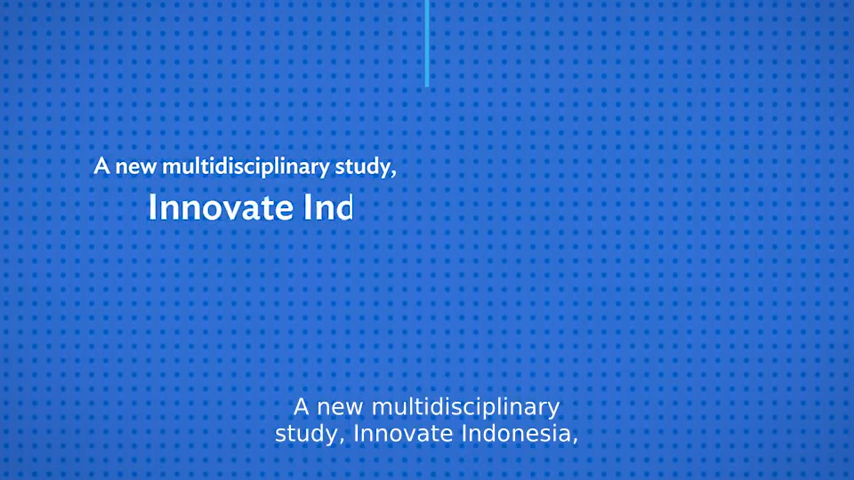 A new multidisciplinary study,
Innovate Ind
A new multidisciplinary
study, Innovate Indonesia,